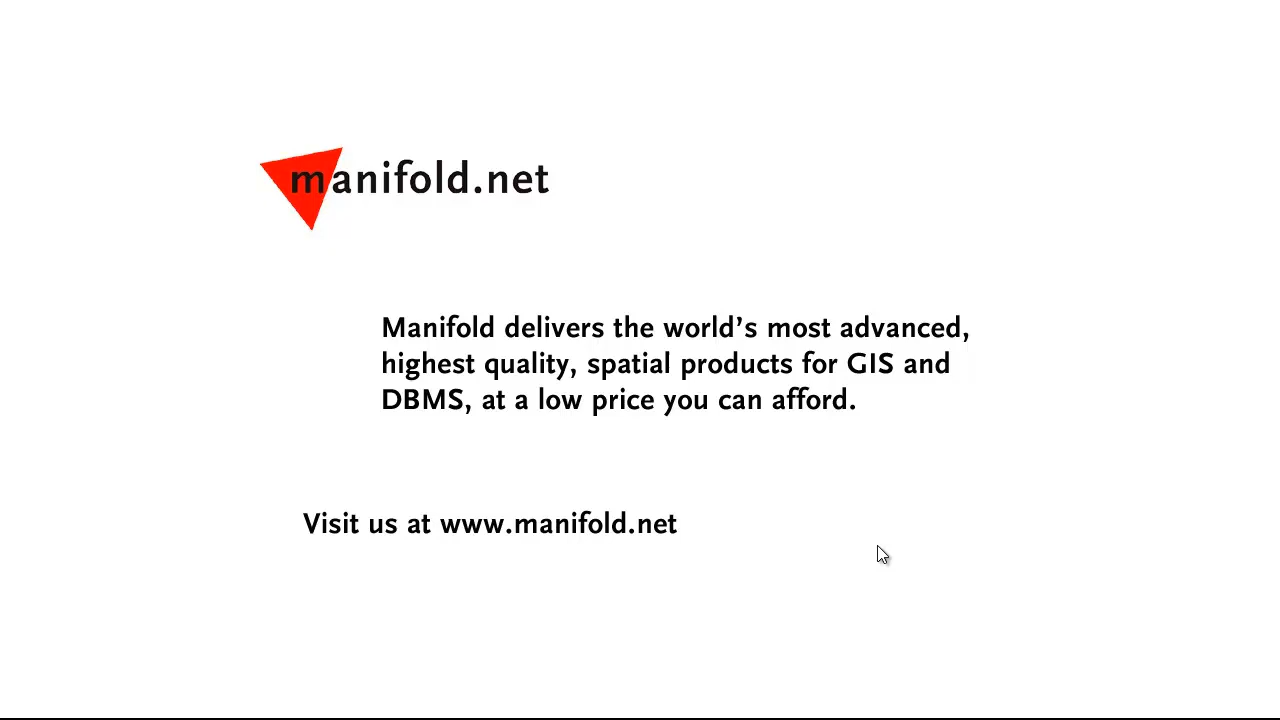 manifold.net
Manifold delivers the world’s most advanced,
highest quality, spatial products for GIS and
DBMS, at a low price you can afford.
Visit us at www.manifold.net